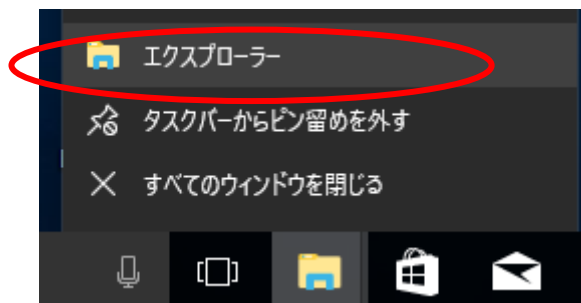 エクスプローラー
タスクバーからピン留めを外す
すべてのウィンドウを閉じる